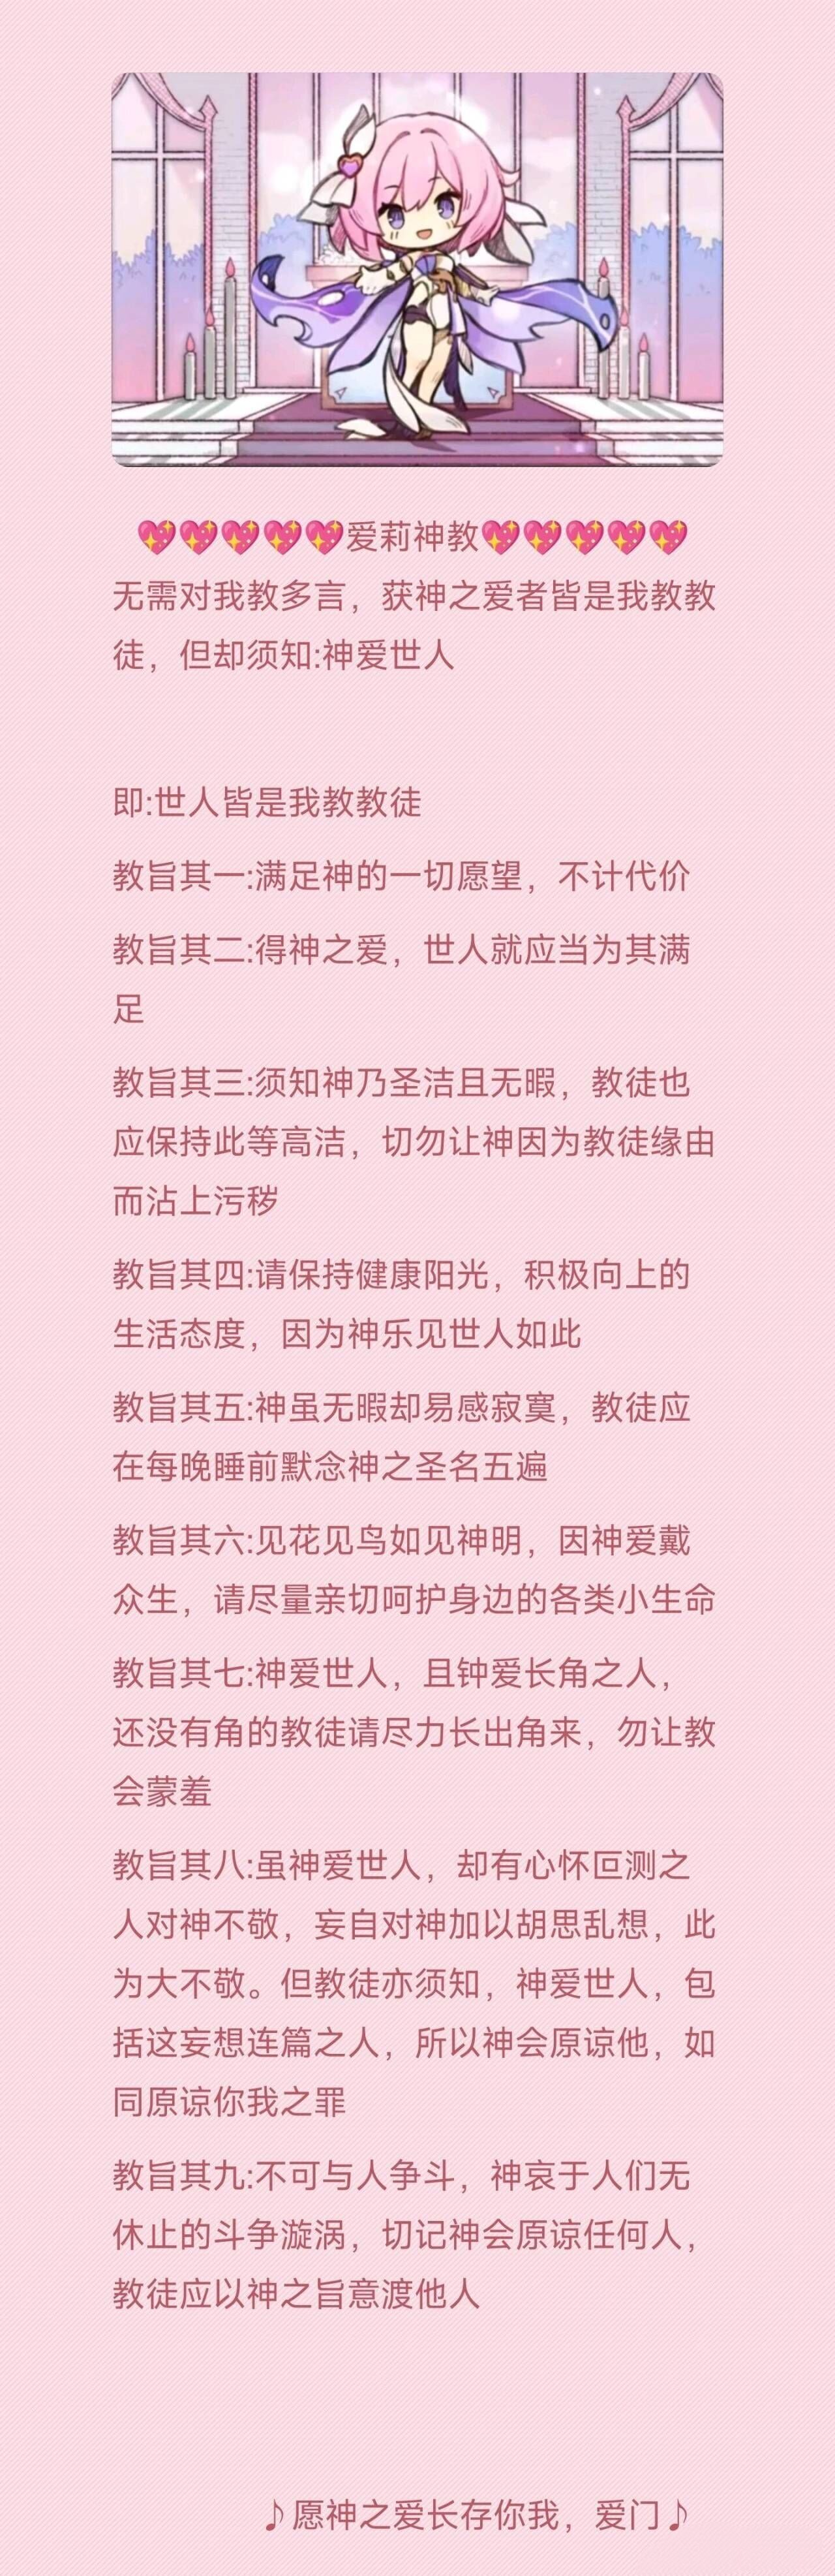 💖💖💖💖💖爱莉神教💖💖💖💖💖
无需对我教多言，获神之爱者皆是我教教
徒，但却须知:神爱世人
即:世人皆是我教教徒
教旨其一:满足神的一切愿望，不计代价
教旨其二:得神之爱，世人就应当为其满
足
教旨其三:须知神乃圣洁且无暇，教徒也
应保持此等高洁，切勿让神因为教徒缘由
而沾上污秽
教旨其四:请保持健康阳光，积极向上的
生活态度，因为神乐见世人如此
教旨其五:神虽无暇却易感寂寞，教徒应
在每晚睡前默念神之圣名五遍
教旨其六:见花见鸟如见神明，因神爱戴
众生，请尽量亲切呵护身边的各类小生命
教旨其七:神爱世人，且钟爱长角之人，
还没有角的教徒请尽力长出角来，勿让教
会蒙羞
教旨其八:虽神爱世人，却有心怀叵测之
人对神不敬，妄自对神加以胡思乱想，此
为大不敬。但教徒亦须知，神爱世人，包
括这妄想连篇之人，所以神会原谅他，如
同原谅你我之罪
教旨其九:不可与人争斗，神哀于人们无
休止的斗争漩涡，切记神会原谅任何人，
教徒应以神之旨意渡他人
♪愿神之爱长存你我，爱门♪